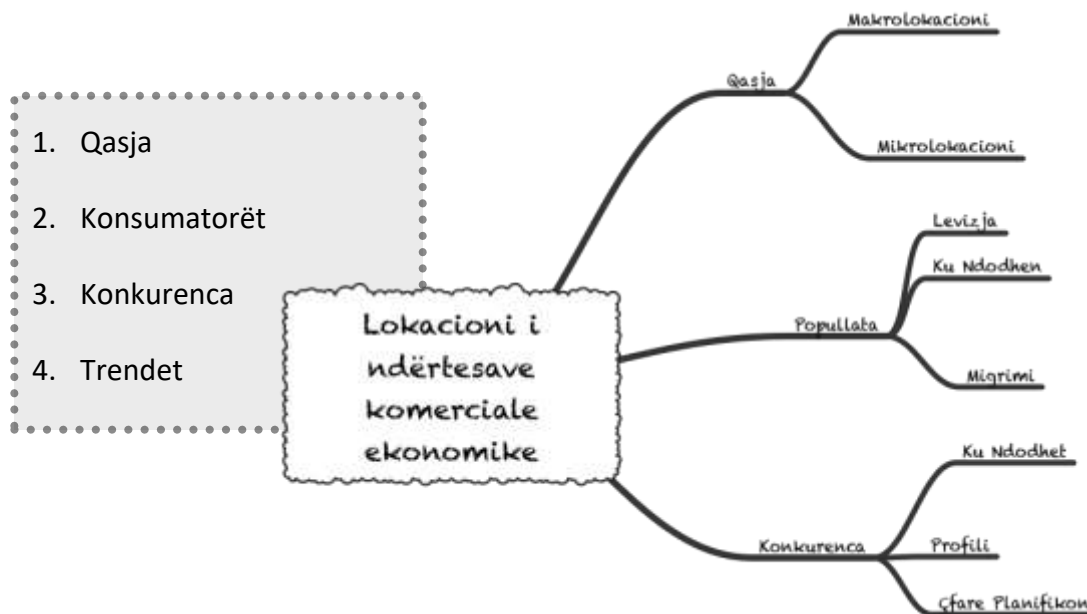 1. Qasja
2. Konsumatorët
3. Konkurenca
4. Trendet
Lokacioni i
ndërtesave
komerciale
ekonomike
Qasja
Makrolokacioni
Mikrolokacioni
Popullata
Levizja
Ku Ndodhen
Migrimi
Konkurenca
Ku Ndodhet
Profili
Çfare Planifikon